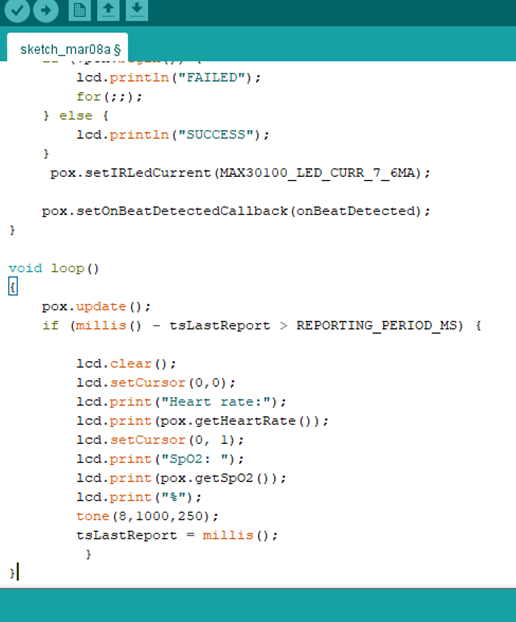 sketch_mar08a §
lcd.println("FAILED");
for(;;);
} else {
lcd.println("SUCCESS");
}
pox.setIRLedCurrent(MAX30100_LED_CURR_7_6MA);
pox.setOnBeatDetectedCallback(onBeatDetected);
}
void loop()
{
pox.update();
if (millis() - tsLastReport > REPORTING_PERIOD_MS) {
lcd.clear();
lcd.setCursor(0,0);
lcd.print("Heart rate:");
lcd.print(pox.getHeartRate());
lcd.setCursor(0, 1);
lcd.print("SpO2: ");
lcd.print(pox.getSpO2());
lcd.print("%");
tone(8,1000,250);
tsLastReport = millis();
}
}